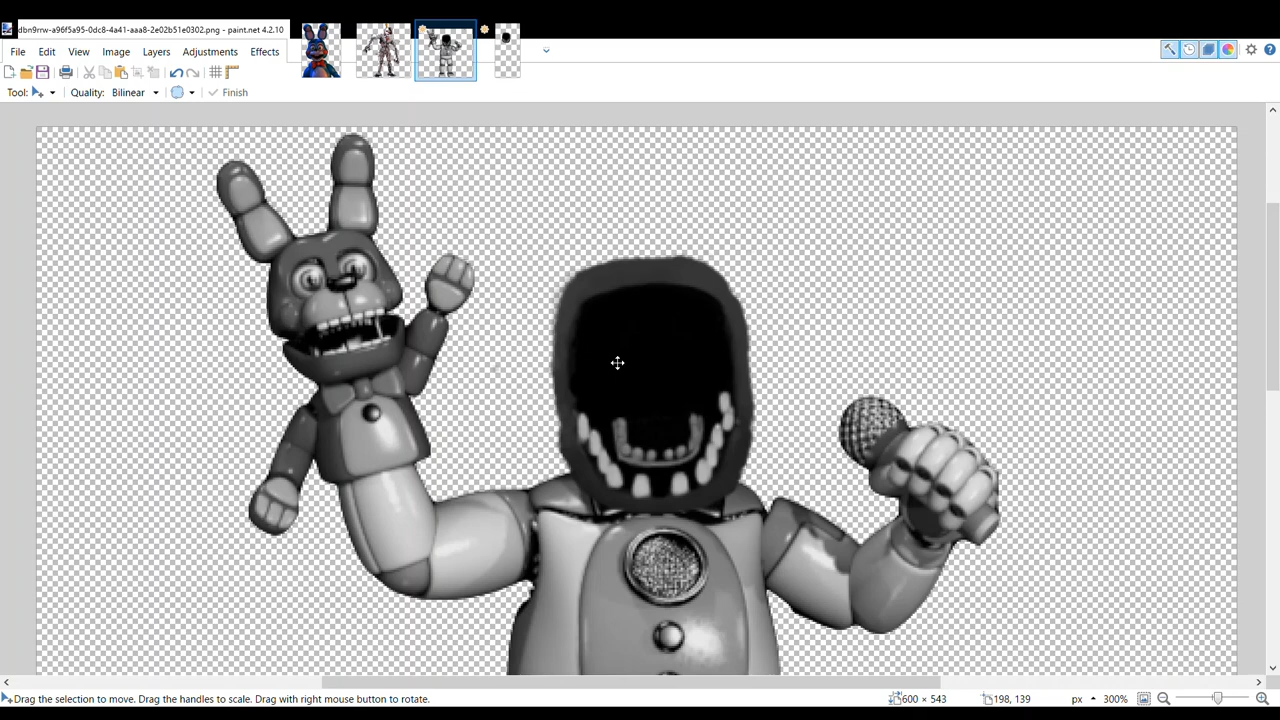 dbn9rrw-a96f5a95-0dc8-4a41-aaa8-2e02b51e0302.png - paint.net 4.2.10
File Edit View Image Layers Adjustments Effects
Tool: Quality: Bilinear Finish
Drag the selection to move. Drag the handles to scale. Drag with right mouse button to rotate. 600 × 543 198, 139 px 300%